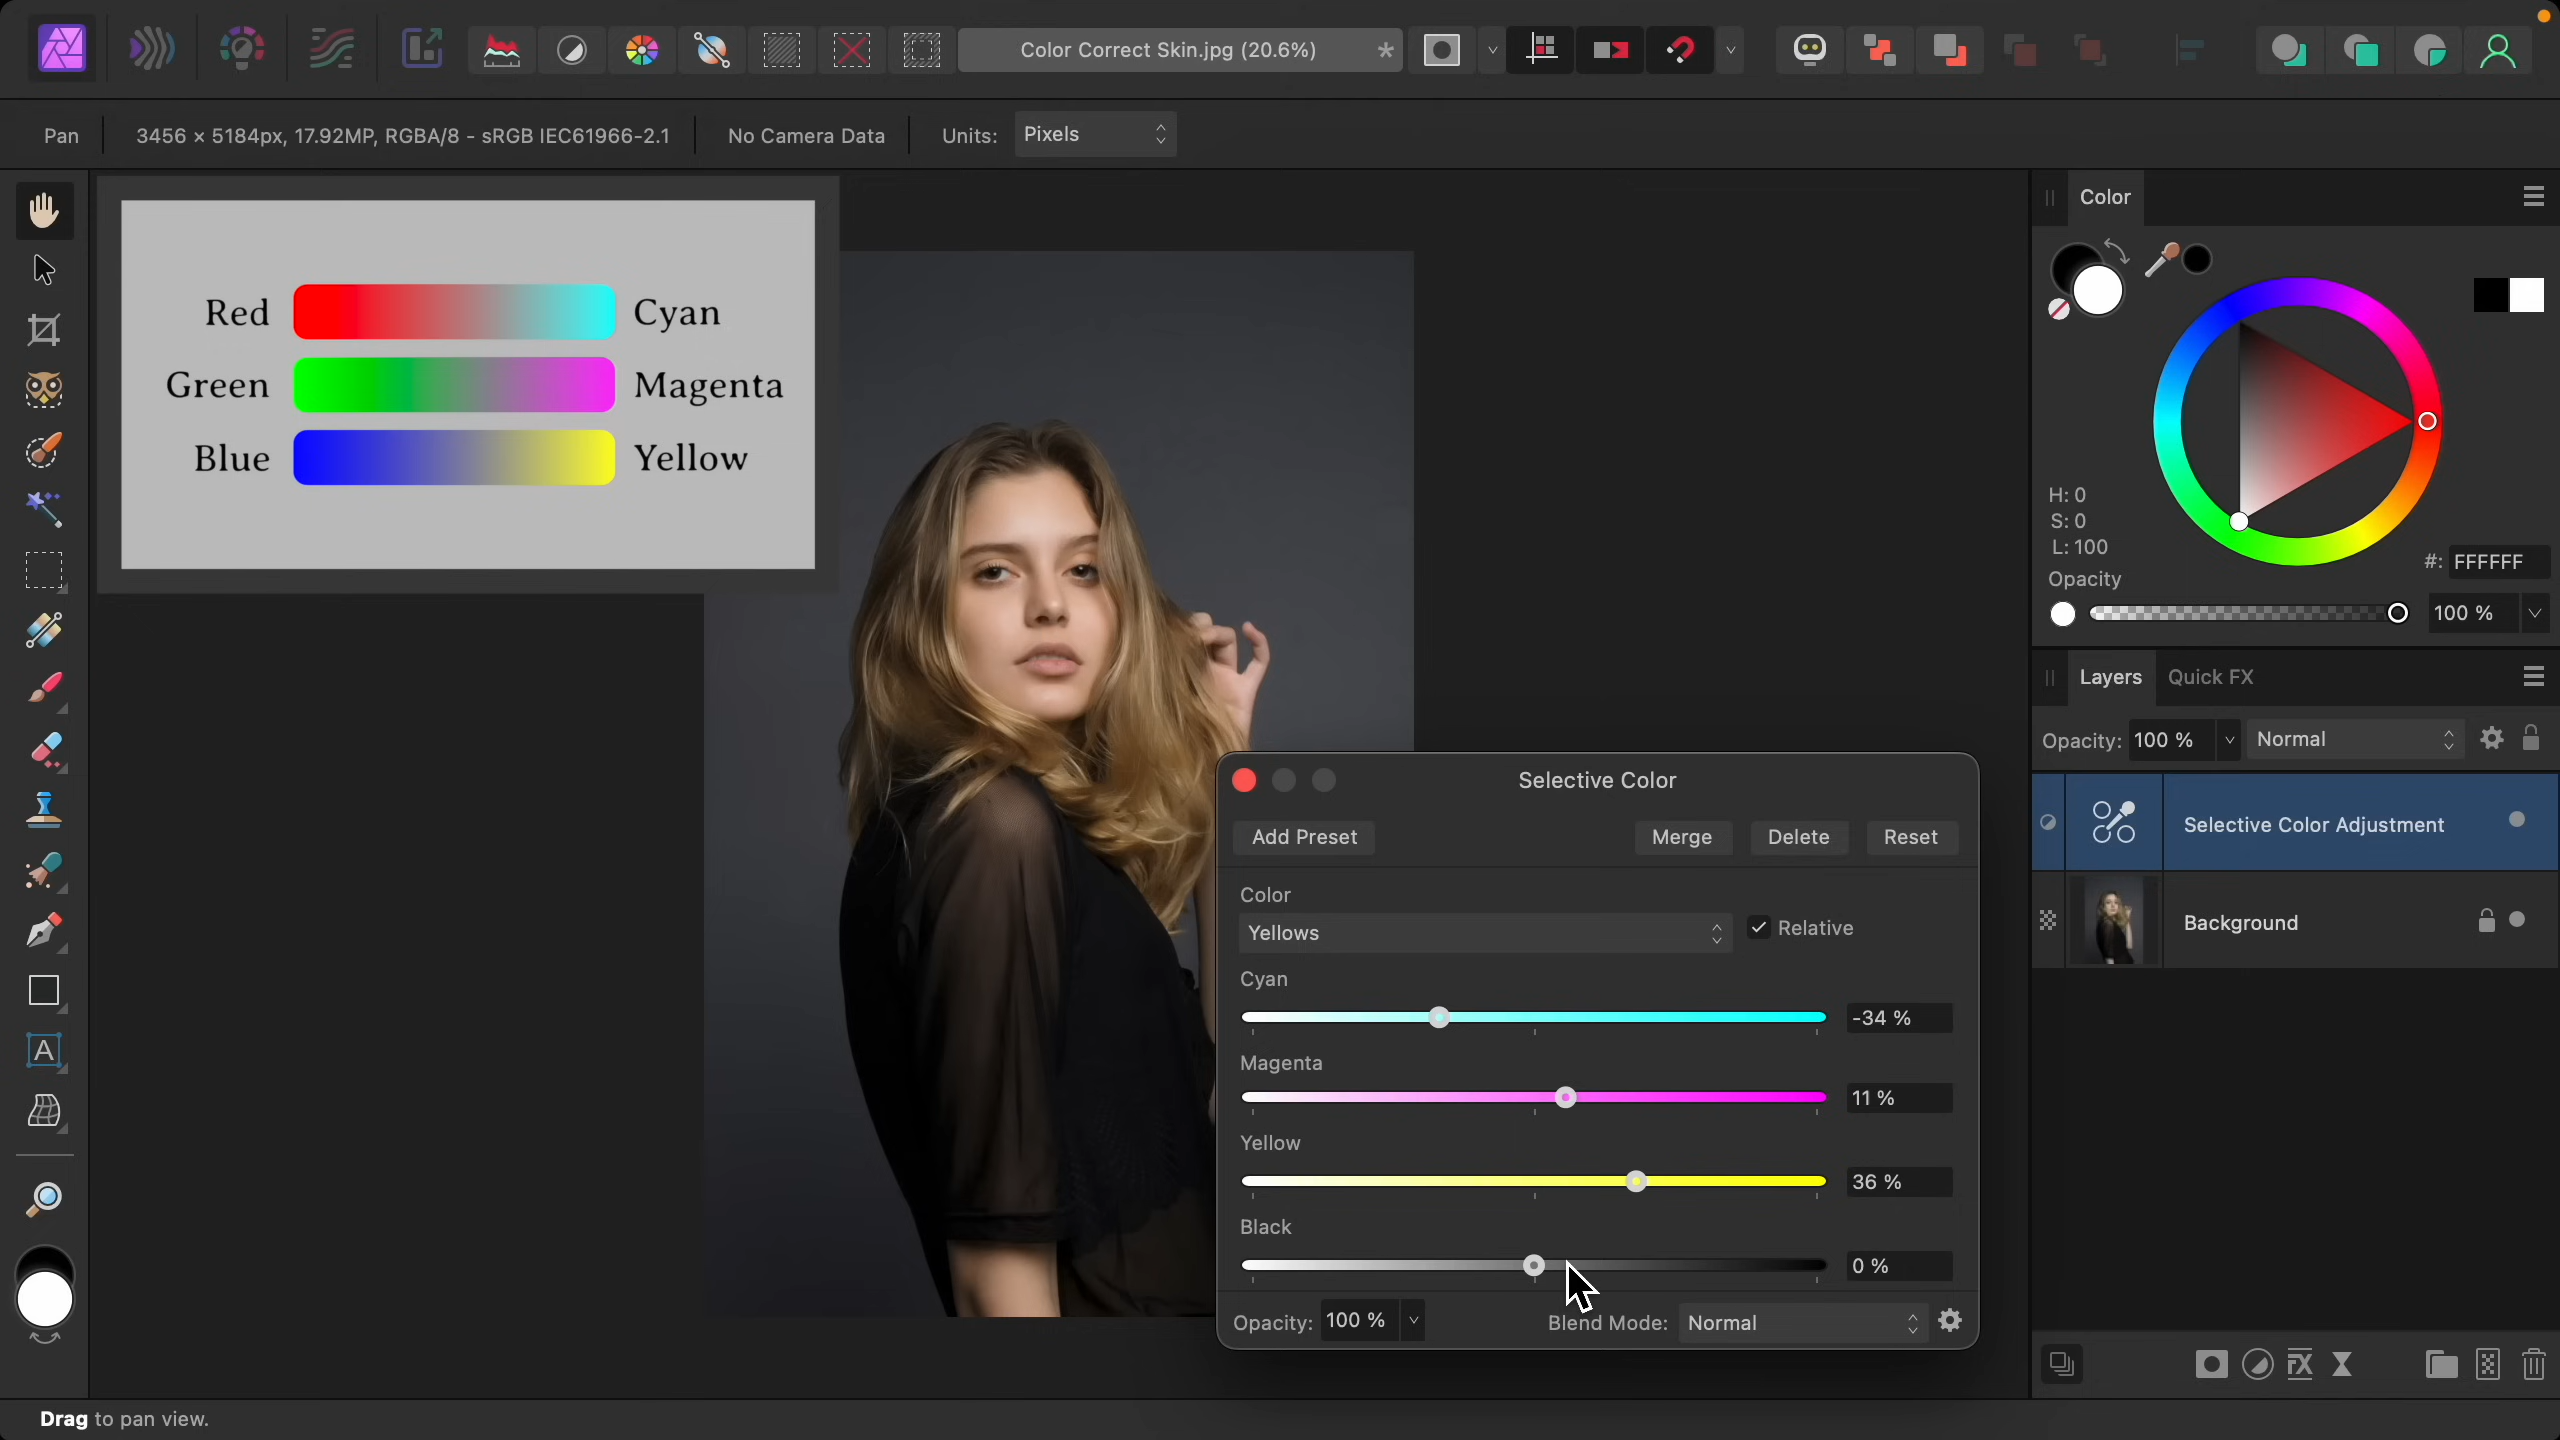 Color Correct Skin.jpg (20.6%) *
Pan 3456 × 5184px, 17.92MP, RGBA/8 - sRGB IEC61966-2.1 No Camera Data Units: Pixels
Red Cyan
Green Magenta
Blue Yellow
Color
H: 0
S: 0
L: 100
#: FFFFFF
Opacity
100 %
Layers Quick FX
Opacity: 100 % Normal
Selective Color Adjustment
Background
Selective Color
Add Preset Merge Delete Reset
Color
Yellows Relative
Cyan
-34 %
Magenta
11 %
Yellow
36 %
Black
0 %
Opacity: 100 % Blend Mode: Normal
A
FX
Drag to pan view.